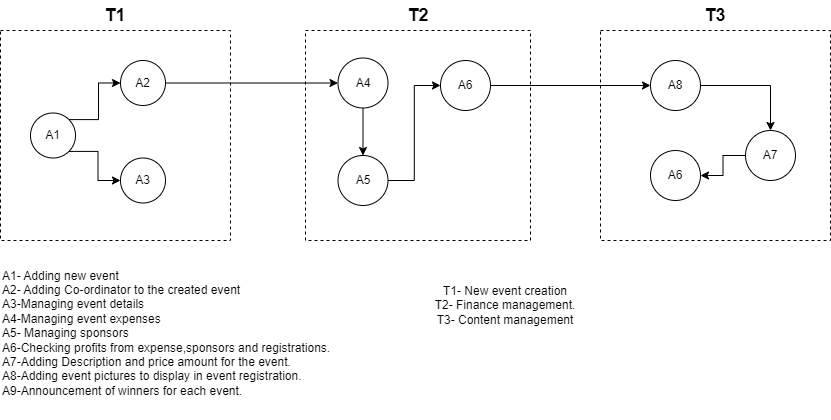 T1
T2
T3
A2
A4
A6
A8
A1
A7
A3
A5
A6
A1- Adding new event
A2- Adding Co-ordinator to the created event
A3-Managing event details
A4-Managing event expenses
A5- Managing sponsors
A6-Checking profits from expense,sponsors and registrations.
A7-Adding Description and price amount for the event.
A8-Adding event pictures to display in event registration.
A9-Announcement of winners for each event.
T1- New event creation
T2- Finance management.
T3- Content management